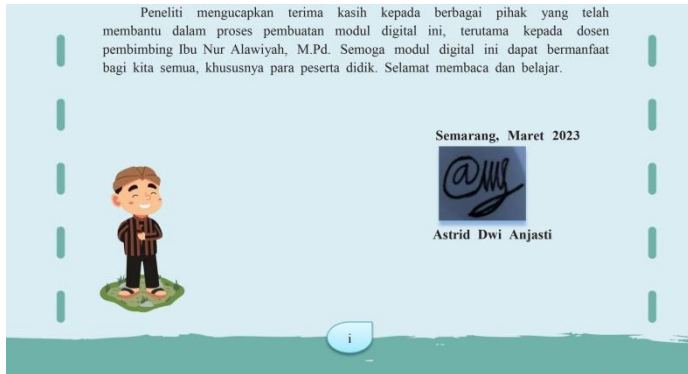 Peneliti mengucapkan terima kasih kepada berbagai pihak yang telah
membantu dalam proses pembuatan modul digital ini, terutama kepada dosen
pembimbing Ibu Nur Alawiyah, M.Pd. Semoga modul digital ini dapat bermanfaat
bagi kita semua, khususnya para peserta didik. Selamat membaca dan belajar.
Semarang, Maret 2023
Astrid Dwi Anjasti
i